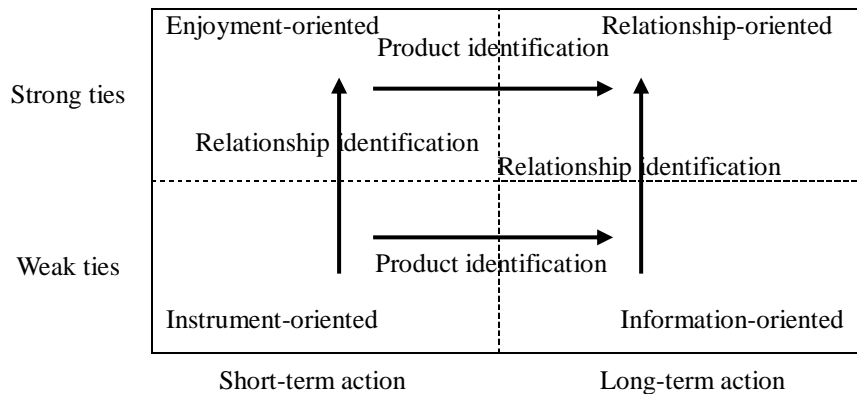 Enjoyment-oriented
Relationship-oriented
Product identification
Strong ties
Relationship identification
Relationship identification
Weak ties
Product identification
Instrument-oriented
Information-oriented
Short-term action
Long-term action